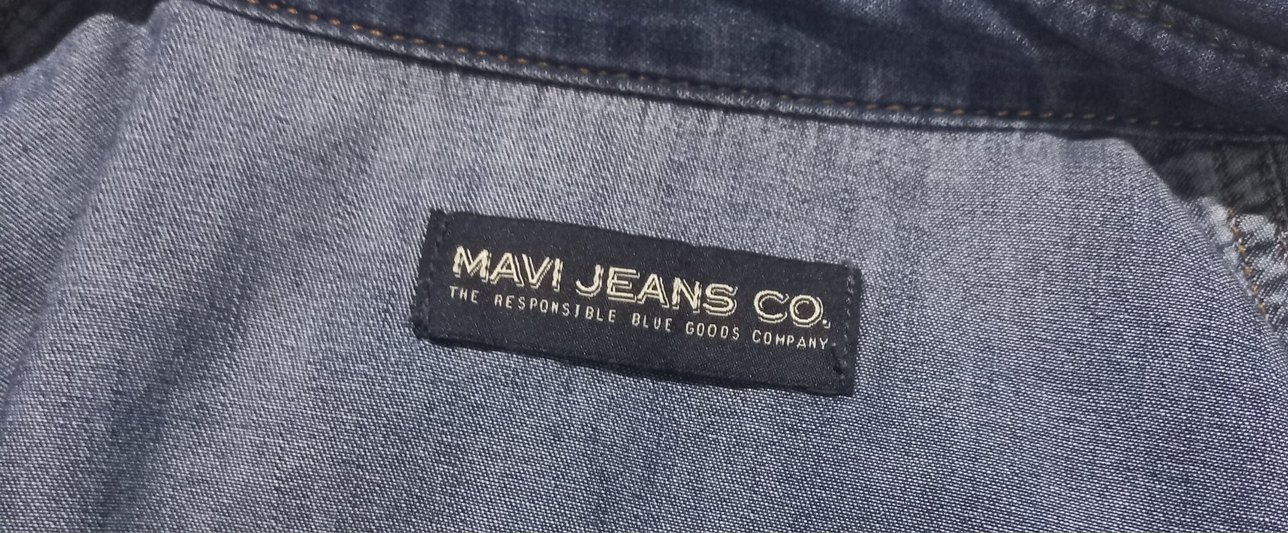 MAVI JEANS CO.
THE RESPONSIBLE BLUE GOODS COMPANY